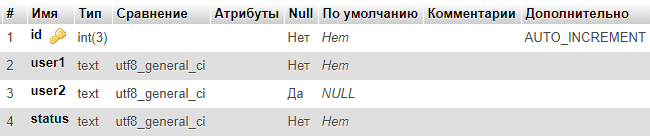 # Имя Тип Сравнение Атрибуты Null По умолчанию Комментарии Дополнительно
1 id int(3) Нет Нет AUTO_INCREMENT
2 user1 text utf8_general_ci Нет Нет
3 user2 text utf8_general_ci Да NULL
4 status text utf8_general_ci Нет Нет